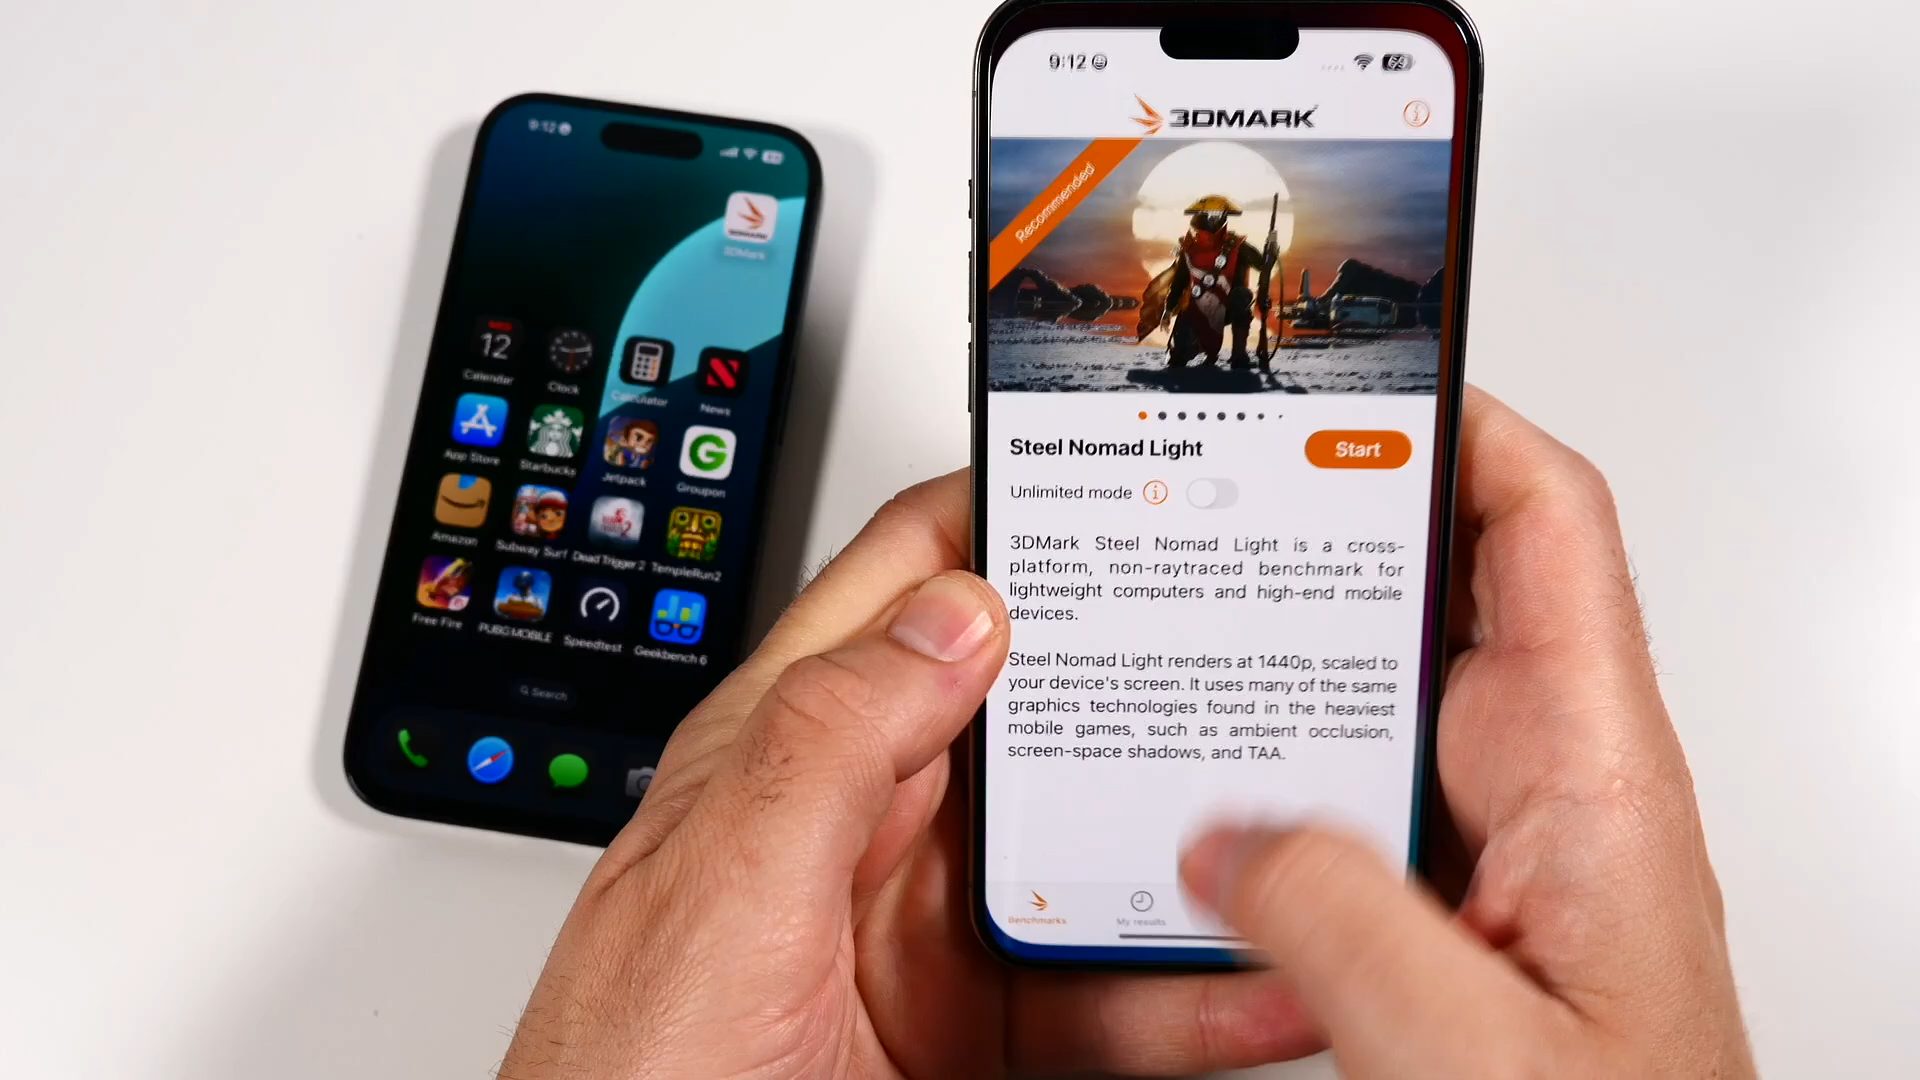 9:12
3DMark
WED
12
Calendar
Clock
Calculator
News
App Store
Starbucks
Jetpack
Groupon
Amazon
Subway Surf
Dead Trigger 2
TempleRun2
Free Fire
PUBG MOBILE
Speedtest
Geekbench 6
Search
9:12
69
3DMARK
Recommended
Steel Nomad Light
Start
Unlimited mode
3DMark Steel Nomad Light is a cross-
platform, non-raytraced benchmark for
lightweight computers and high-end mobile
devices.
Steel Nomad Light renders at 1440p, scaled to
your device's screen. It uses many of the same
graphics technologies found in the heaviest
mobile games, such as ambient occlusion,
screen-space shadows, and TAA.
Benchmarks
My results